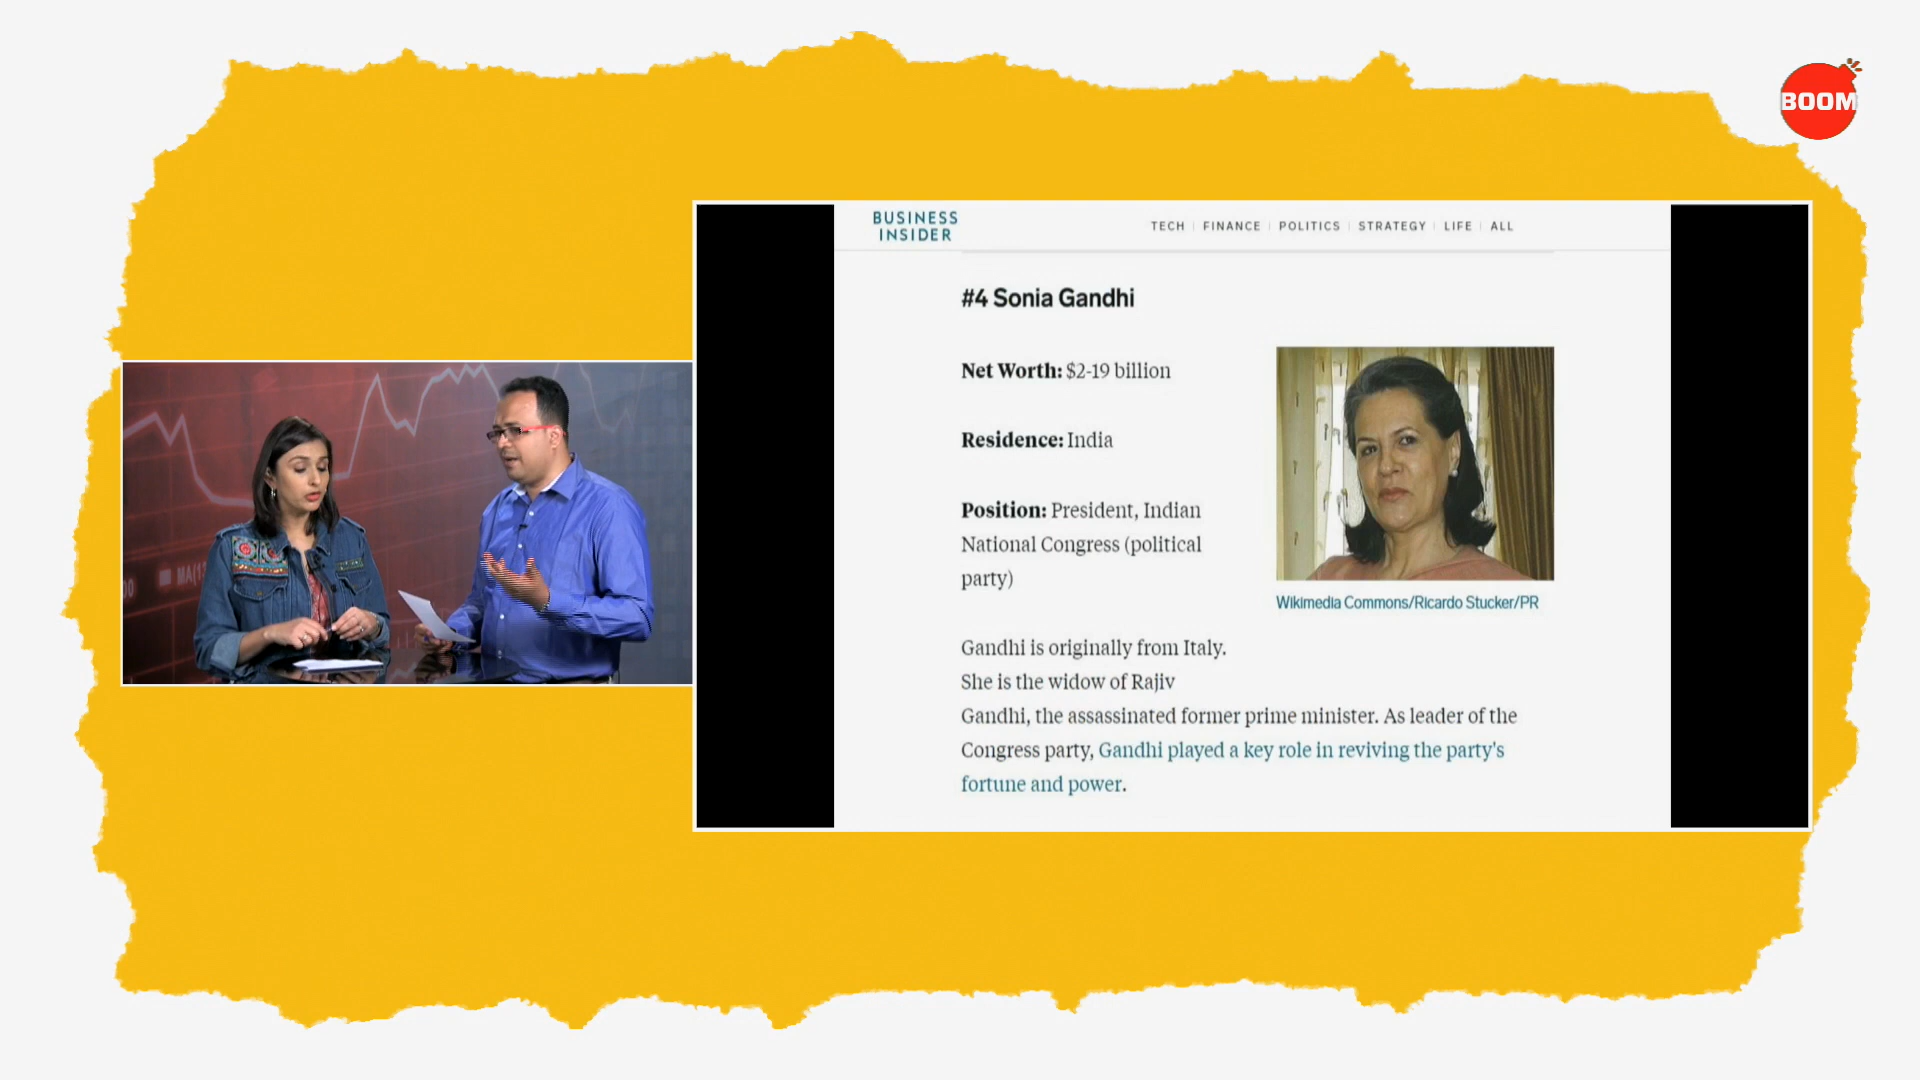 BOOM
BUSINESS
INSIDER
TECH | FINANCE | POLITICS | STRATEGY | LIFE | ALL
#4 Sonia Gandhi
Net Worth: $2-19 billion
Residence: India
Position: President, Indian
National Congress (political
party)
Wikimedia Commons/Ricardo Stucker/PR
Gandhi is originally from Italy.
She is the widow of Rajiv
Gandhi, the assassinated former prime minister. As leader of the
Congress party, Gandhi played a key role in reviving the party's
fortune and power.